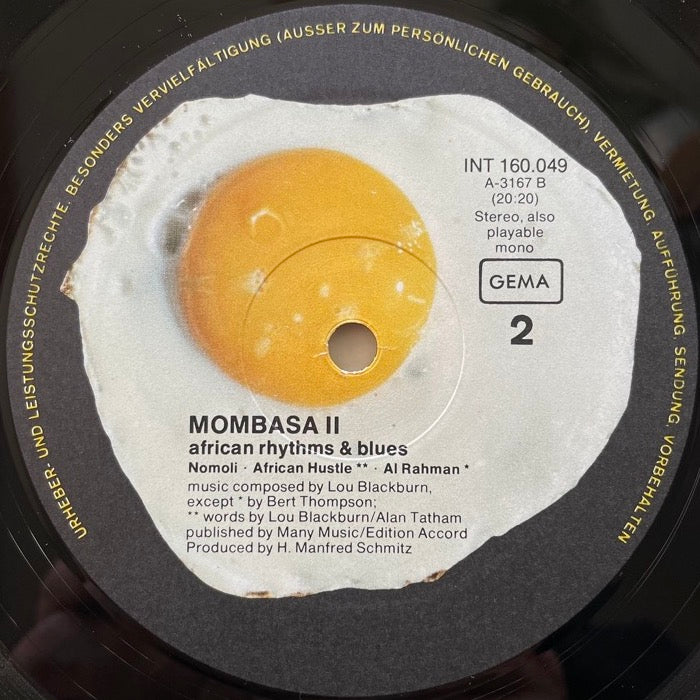 URHEBER- UND LEISTUNGSSCHUTZRECHTE, BESONDERS VERVIELFÄLTIGUNG (AUSSER ZUM PERSÖNLICHEN GEBRAUCH), VERMIETUNG, AUFFÜHRUNG, SENDUNG, VORBEHALTEN
INT 160.049
A-3167 B
(20:20)
Stereo, also
playable
mono
GEMA
2
MOMBASA II
african rhythms & blues
Nomoli · African Hustle ** · Al Rahman *
music composed by Lou Blackburn,
except * by Bert Thompson;
** words by Lou Blackburn/Alan Tatham
published by Many Music/Edition Accord
Produced by H. Manfred Schmitz